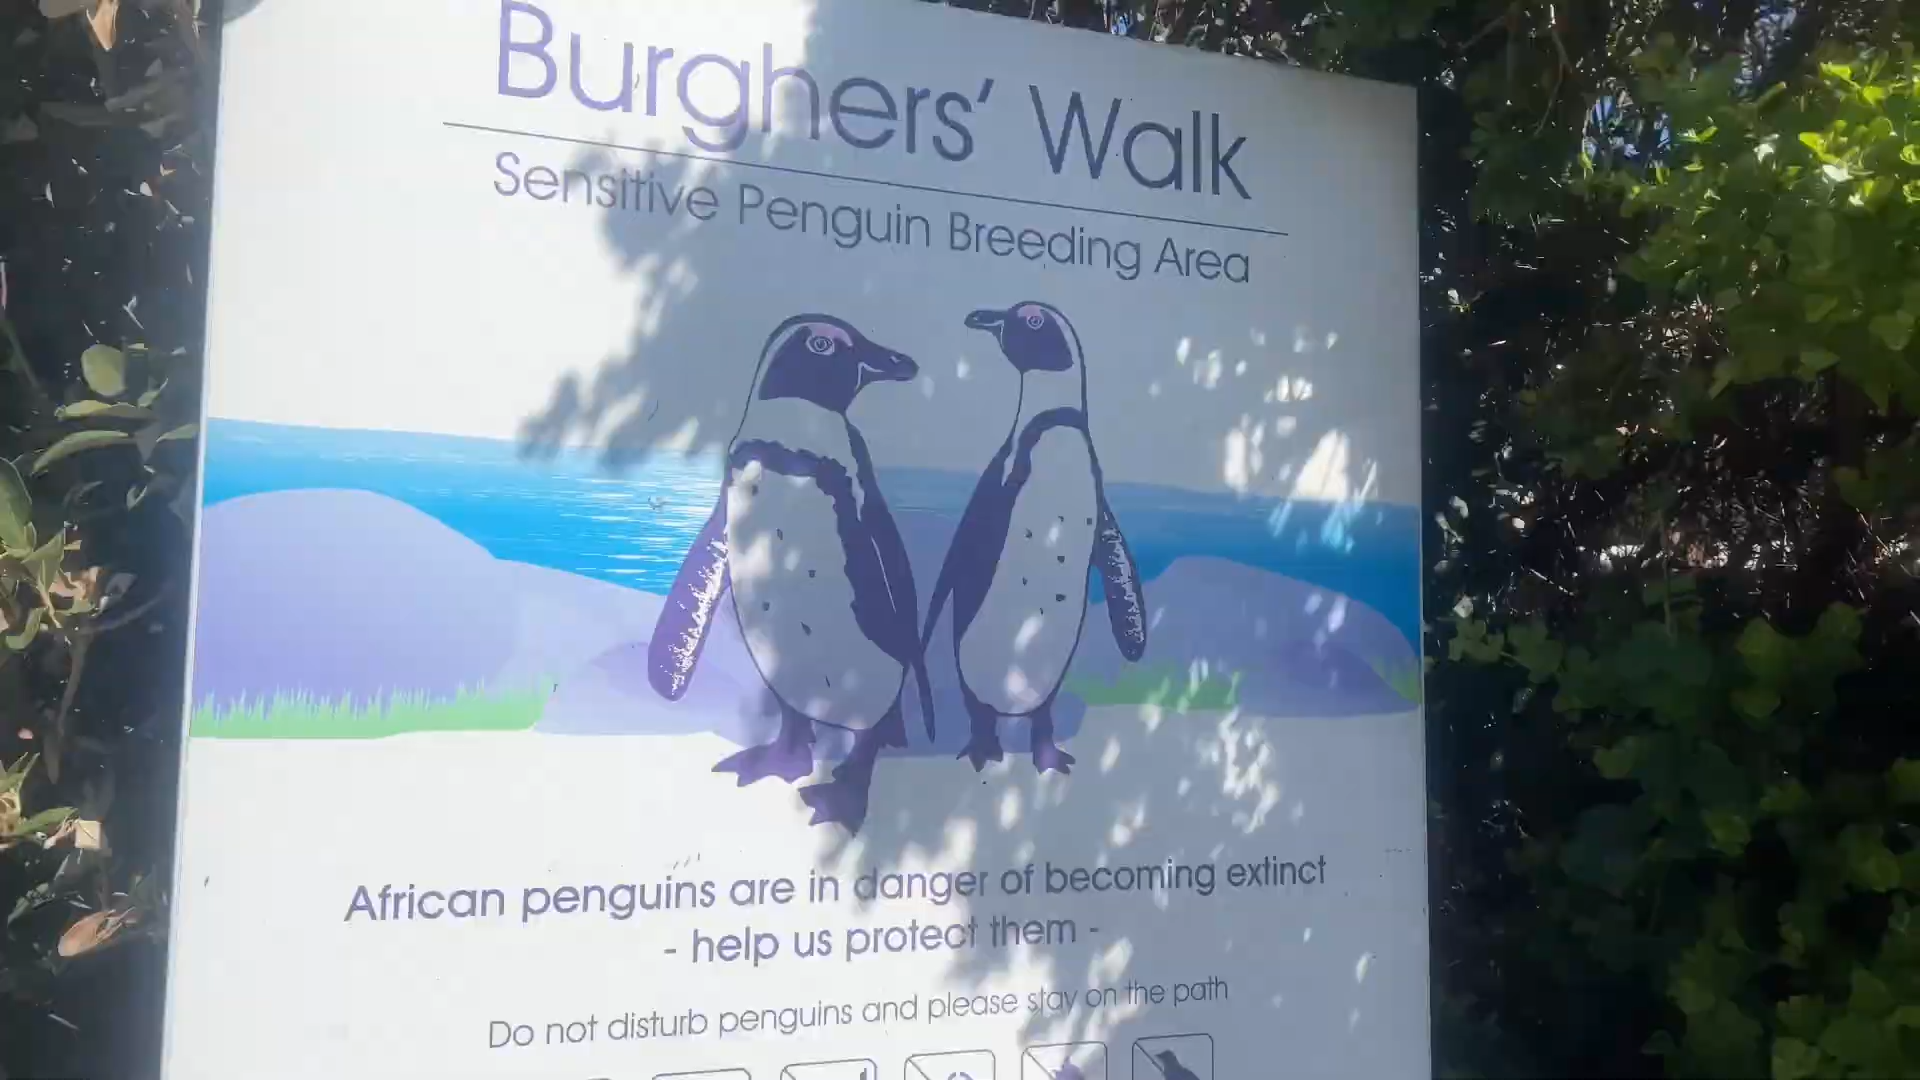 Burghers' Walk
Sensitive Penguin Breeding Area
African penguins are in danger of becoming extinct
- help us protect them -
Do not disturb penguins and please stay on the path